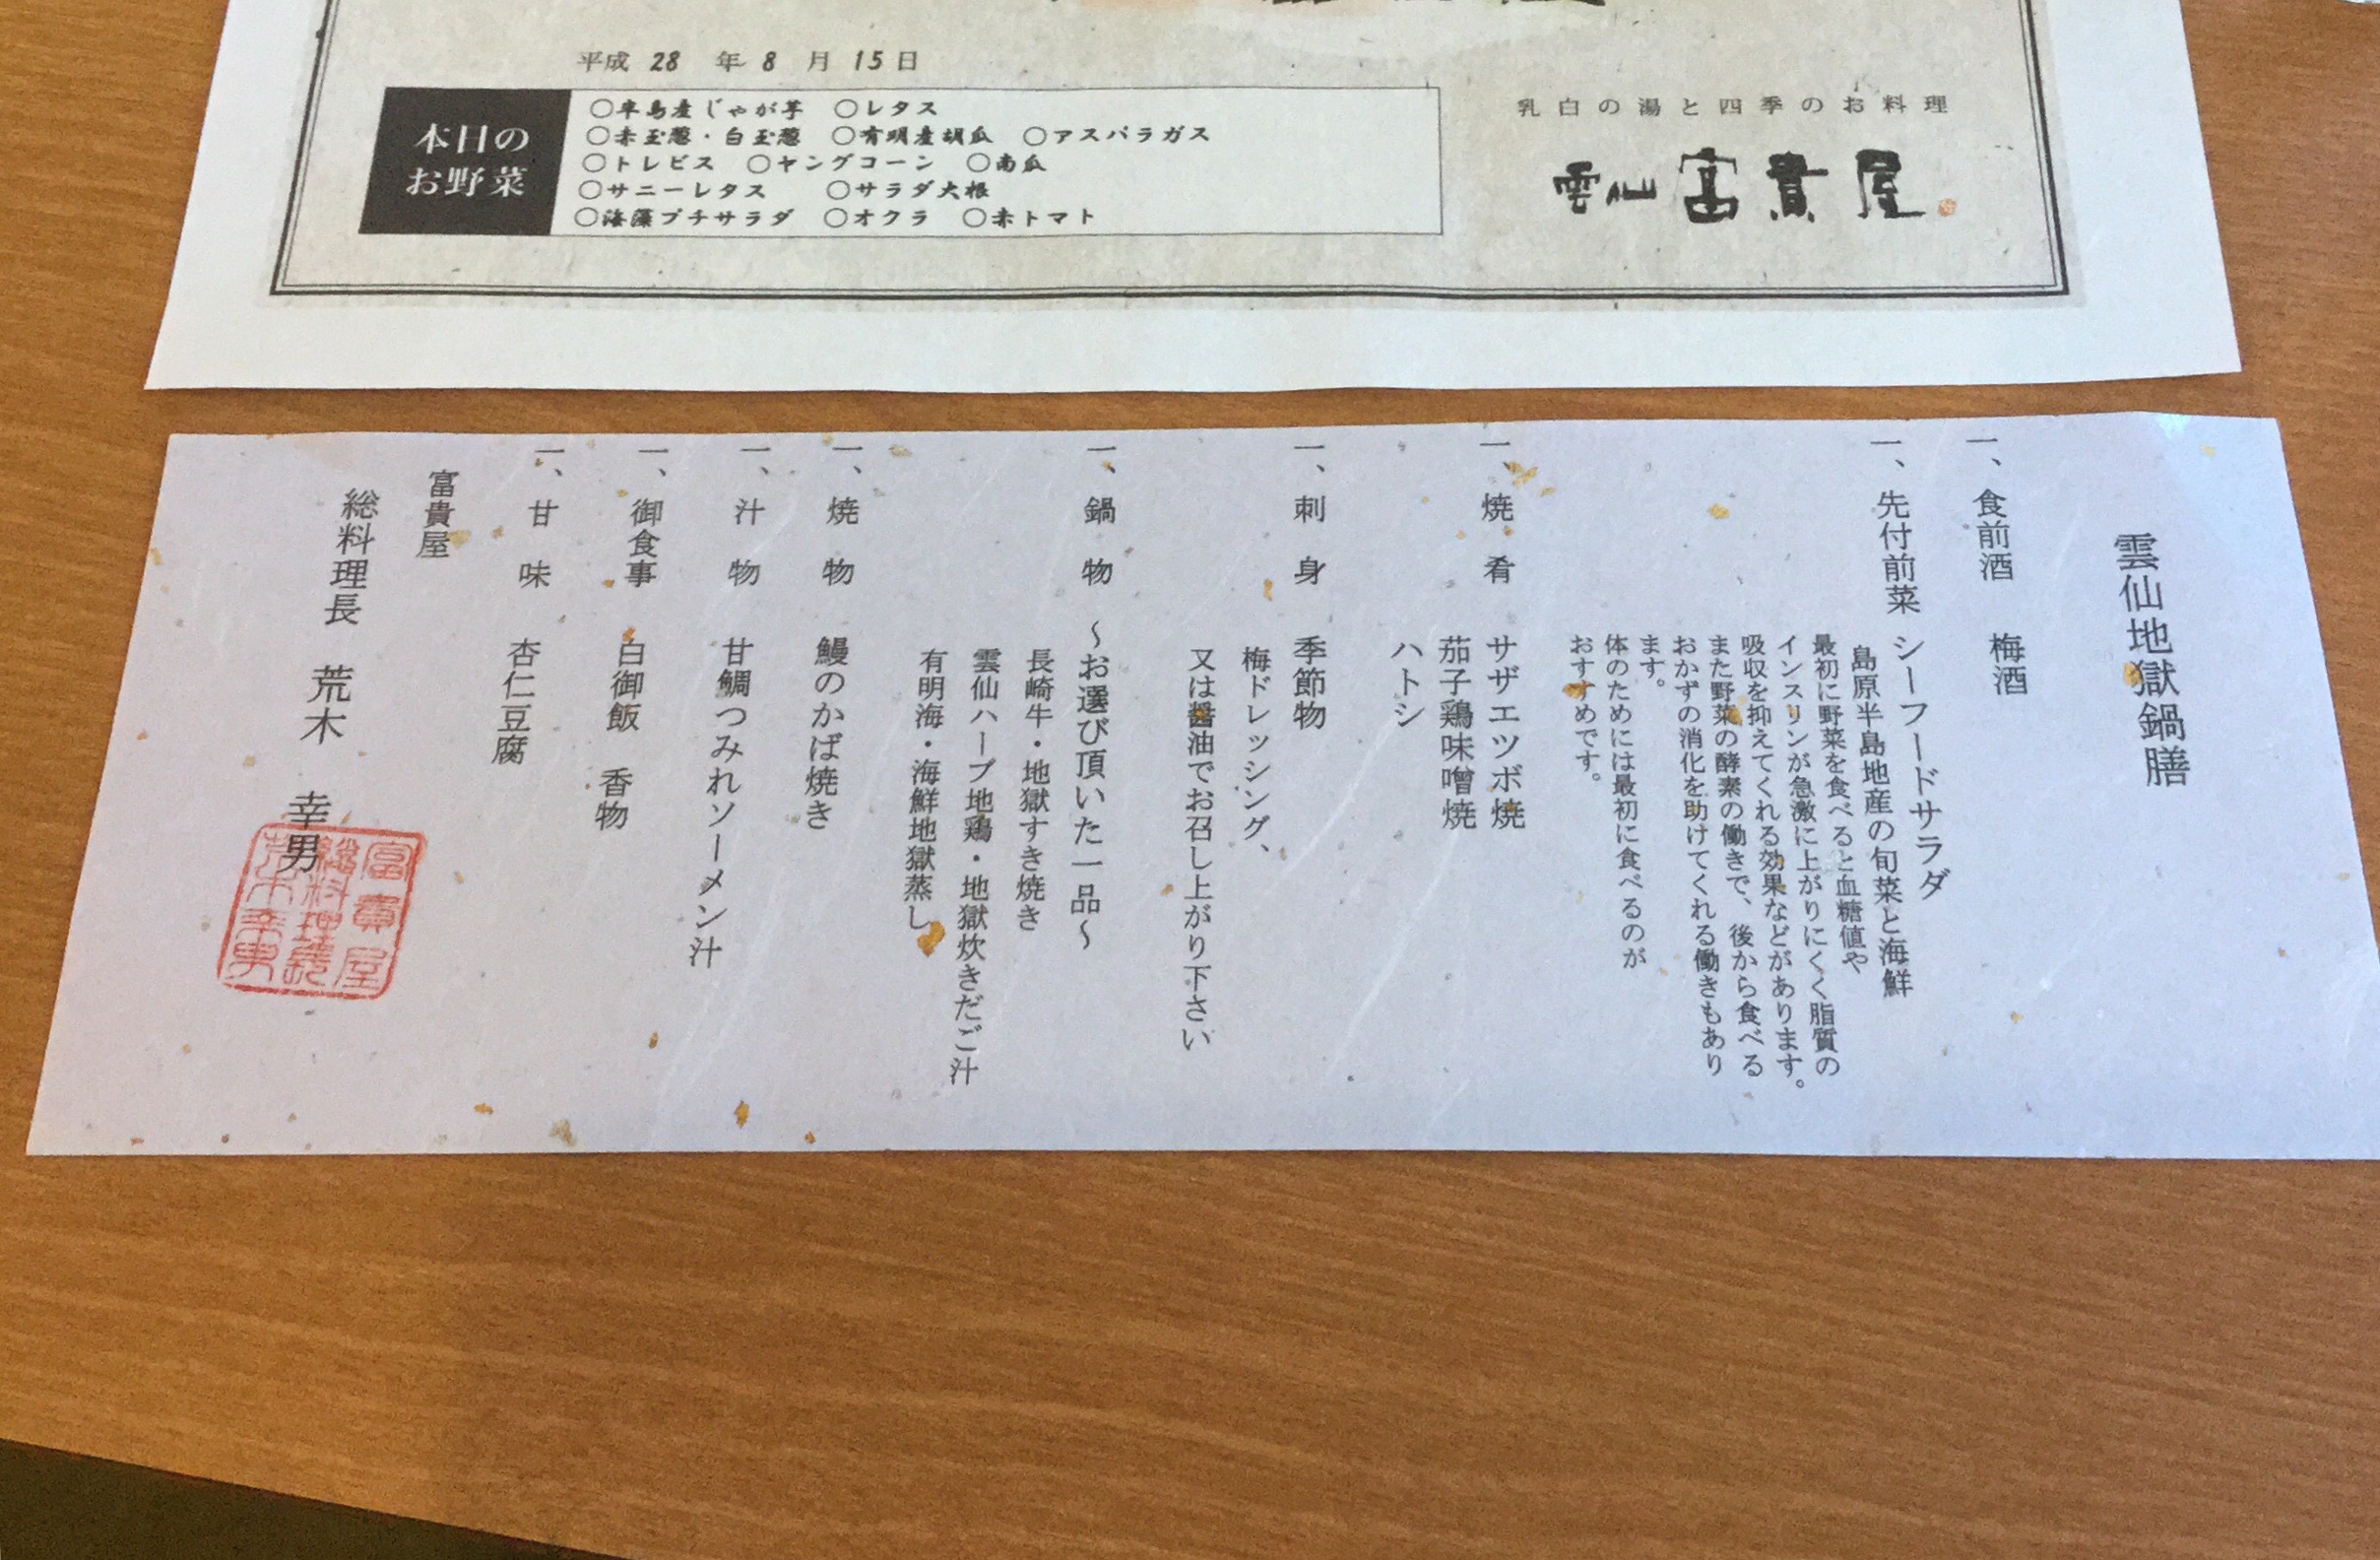 平成 28 年 8 月 15 日
本日の
お野菜
○半島産じゃが芋 ○レタス
○赤玉葱・白玉葱 ○有明産胡瓜 ○アスパラガス
○トレビス ○ヤングコーン ○南瓜
○サニーレタス ○サラダ大根
○海藻プチサラダ ○オクラ ○赤トマト
乳白の湯と四季のお料理
雲仙富貴屋
雲仙地獄鍋膳
一、食前酒 梅酒
一、先付前菜 シーフードサラダ
島原半島地産の旬菜と海鮮
最初に野菜を食べると血糖値や
インスリンが急激に上がりにくく脂質の
吸収を抑えてくれる効果などがあります。
また野菜の酵素の働きで、後から食べる
おかずの消化を助けてくれる働きもあり
ます。
体のためには最初に食べるのが
おすすめです。
一、焼肴 サザエツボ焼
茄子鶏味噌焼
ハトシ
一、刺身 季節物
梅ドレッシング、
又は醤油でお召し上がり下さい
一、鍋物 ～お選び頂いた一品～
長崎牛・地獄すき焼き
雲仙ハーブ地鶏・地獄炊きだご汁
有明海・海鮮地獄蒸し
一、焼物 鰻のかば焼き
一、汁物 甘鯛つみれソーメン汁
一、御食事 白御飯 香物
一、甘味 杏仁豆腐
富貴屋
総料理長 荒木 幸男
富貴屋
総料理長
荒木幸男